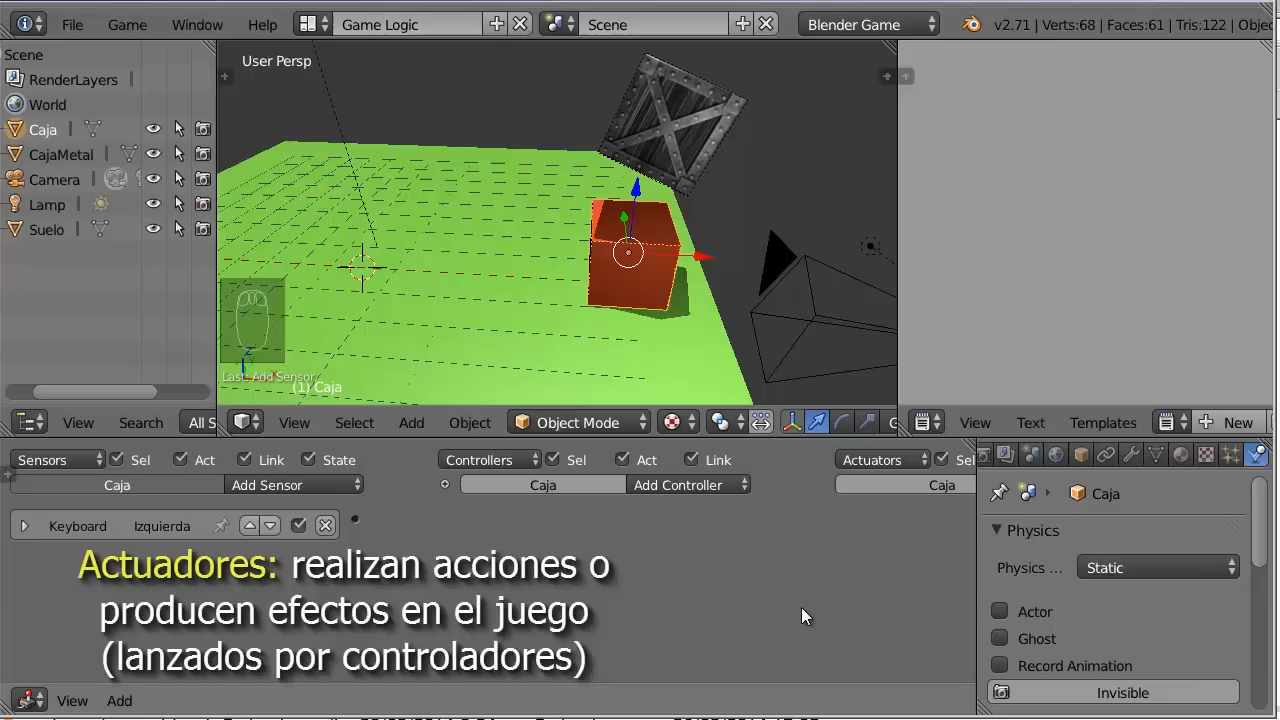 File Game Window Help Game Logic Scene Blender Game v2.71 | Verts:68 | Faces:61 | Tris:122 | Objec
Scene
RenderLayers
World
Caja
CajaMetal
Camera
Lamp
Suelo
User Persp
Last: Add Sensor
(1) Caja
View Search All S
View Select Add Object Object Mode
View Text Templates New
Sensors Sel Act Link State
Controllers Sel Act Link
Actuators Sel
Caja Add Sensor
Caja Add Controller
Caja
Keyboard Izquierda
Actuadores: realizan acciones o
producen efectos en el juego
(lanzados por controladores)
View Add
Caja
Physics
Physics ... Static
Actor
Ghost
Record Animation
Invisible